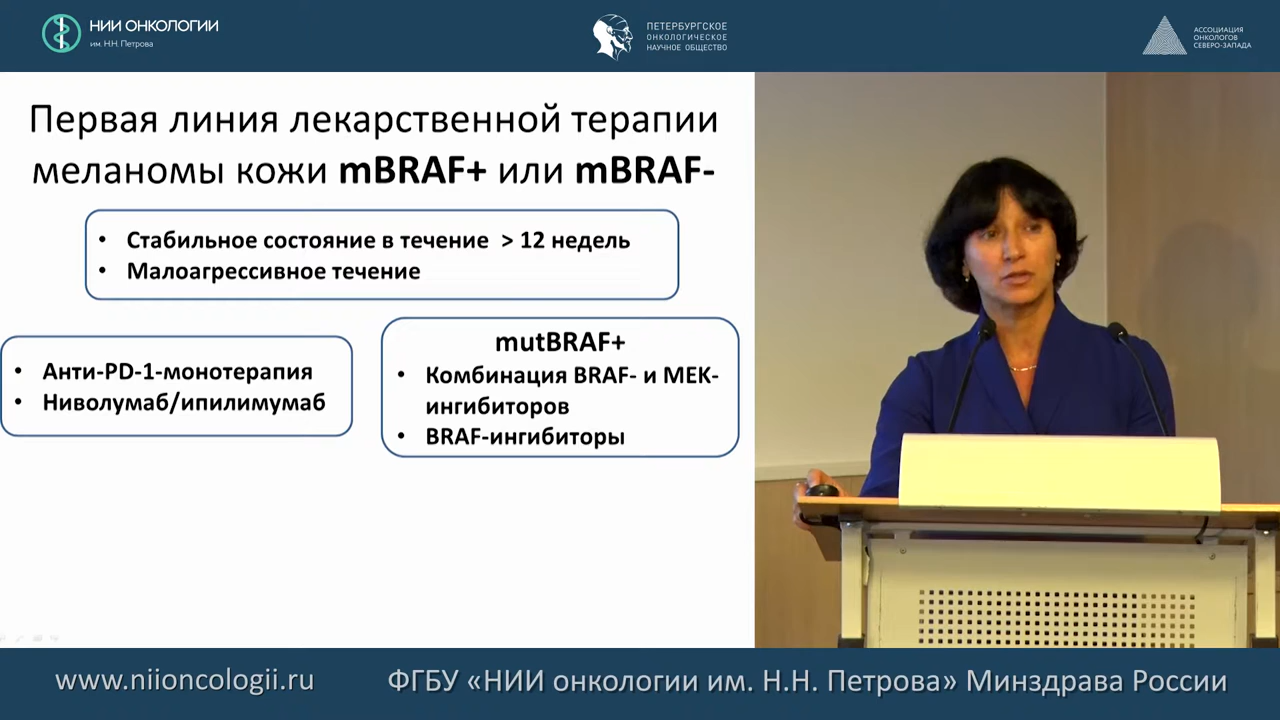 НИИ ОНКОЛОГИИ
им. Н.Н. Петрова
ПЕТЕРБУРГСКОЕ
ОНКОЛОГИЧЕСКОЕ
НАУЧНОЕ ОБЩЕСТВО
АССОЦИАЦИЯ
ОНКОЛОГОВ
СЕВЕРО-ЗАПАДА
Первая линия лекарственной терапии
меланомы кожи mBRAF+ или mBRAF-
• Стабильное состояние в течение > 12 недель
• Малоагрессивное течение
• Анти-PD-1-монотерапия
• Ниволумаб/ипилимумаб
mutBRAF+
• Комбинация BRAF- и MEK-
ингибиторов
• BRAF-ингибиторы
www.niioncologii.ru
ФГБУ «НИИ онкологии им. Н.Н. Петрова» Минздрава России